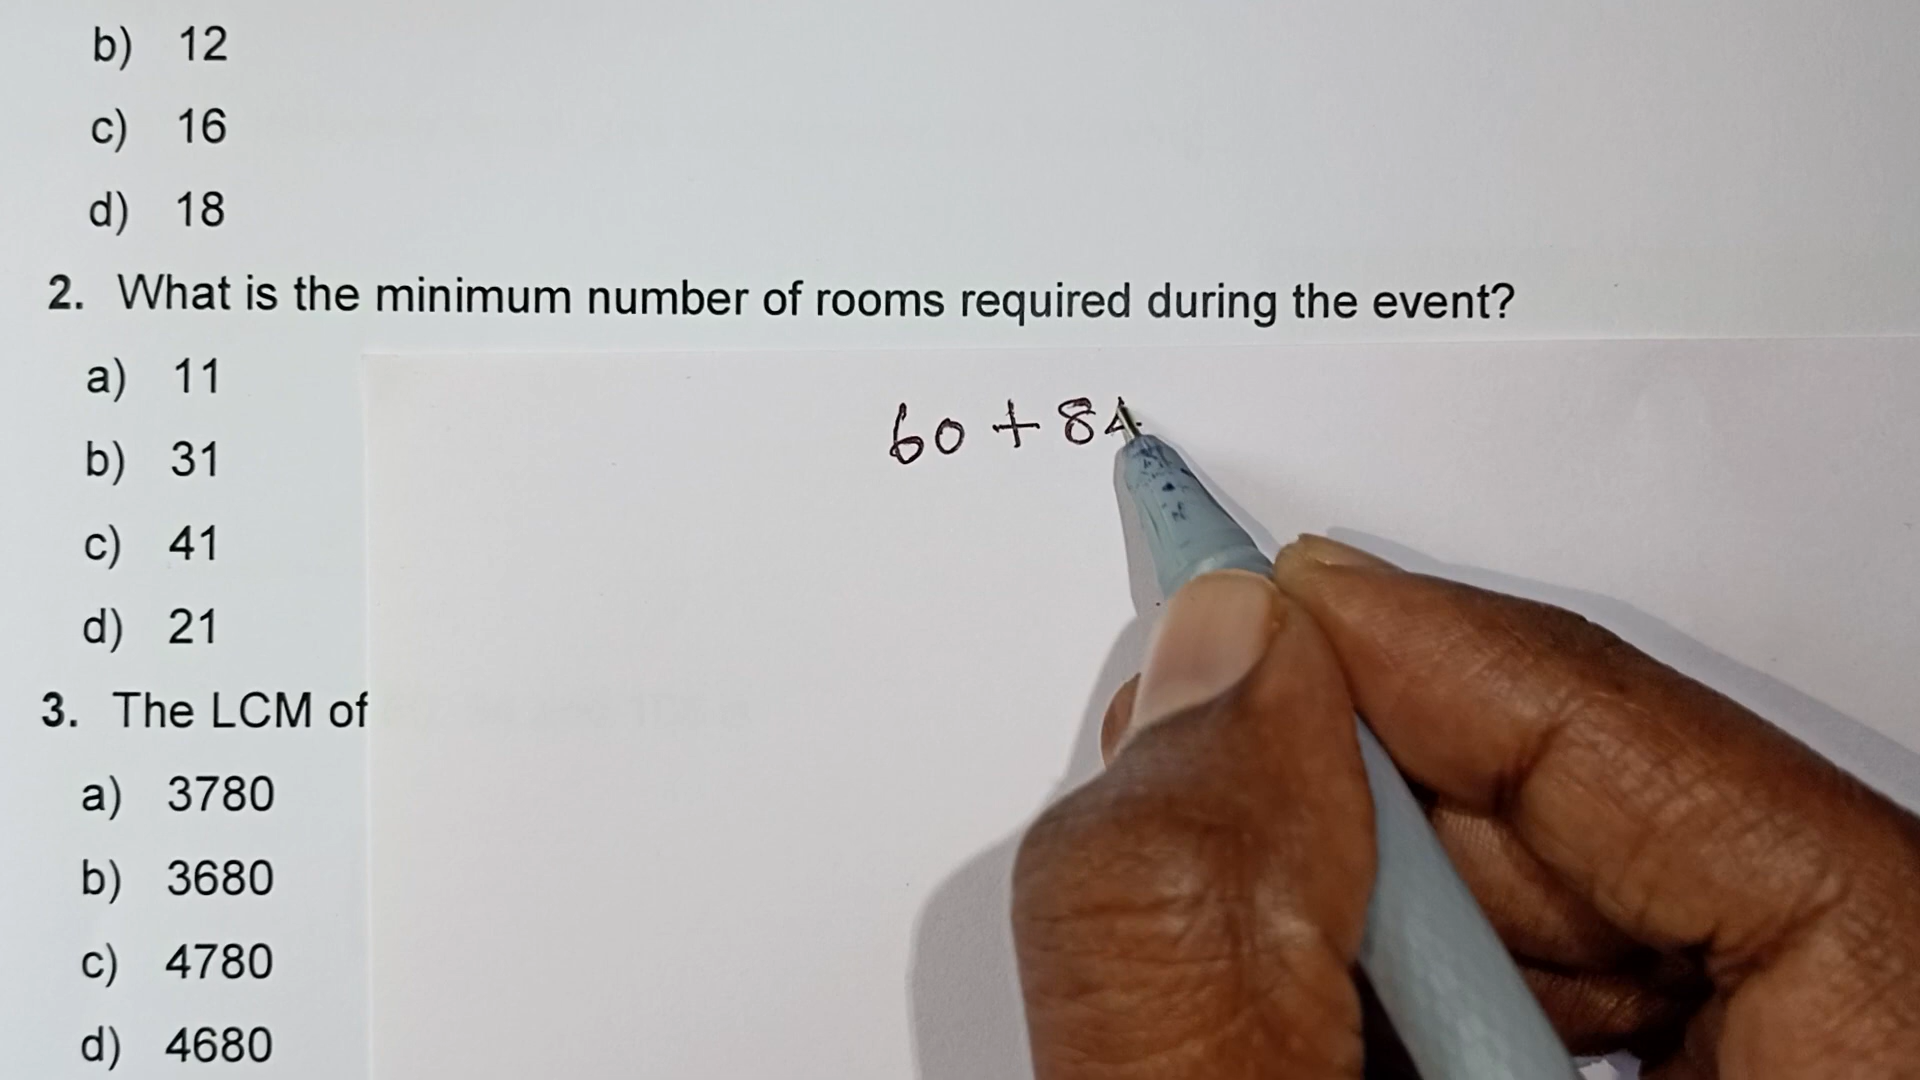 b) 12
c) 16
d) 18
2. What is the minimum number of rooms required during the event?
a) 11
60 + 84
b) 31
c) 41
d) 21
3. The LCM of
a) 3780
b) 3680
c) 4780
d) 4680